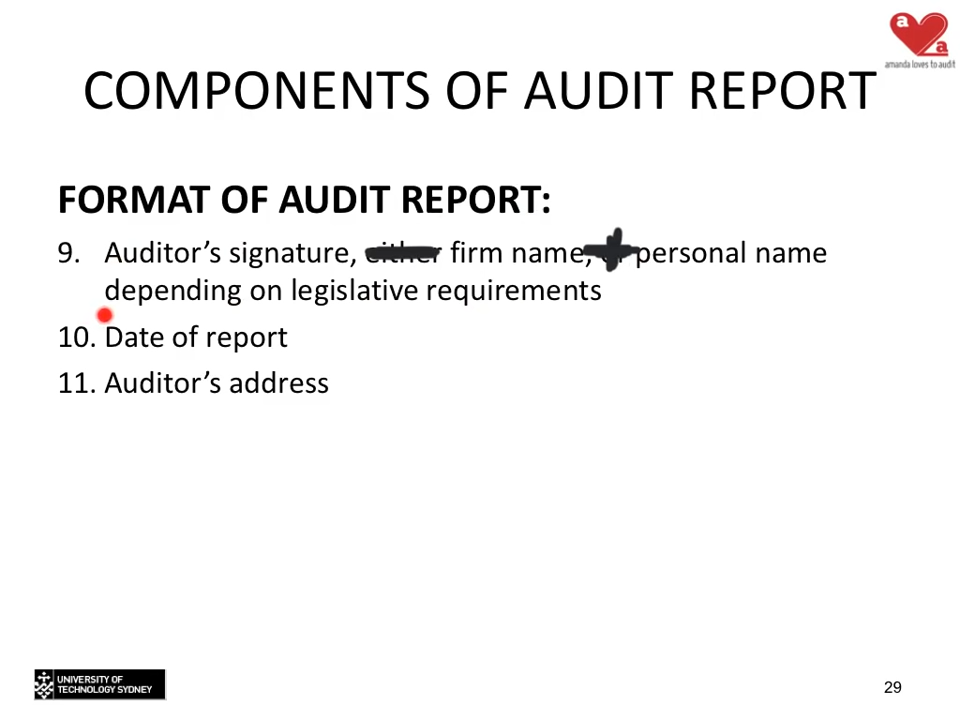 a
a
amanda loves to audit
COMPONENTS OF AUDIT REPORT
FORMAT OF AUDIT REPORT:
9. Auditor’s signature, either firm name, personal name
depending on legislative requirements
10. Date of report
11. Auditor’s address
UNIVERSITY OF
TECHNOLOGY SYDNEY
29